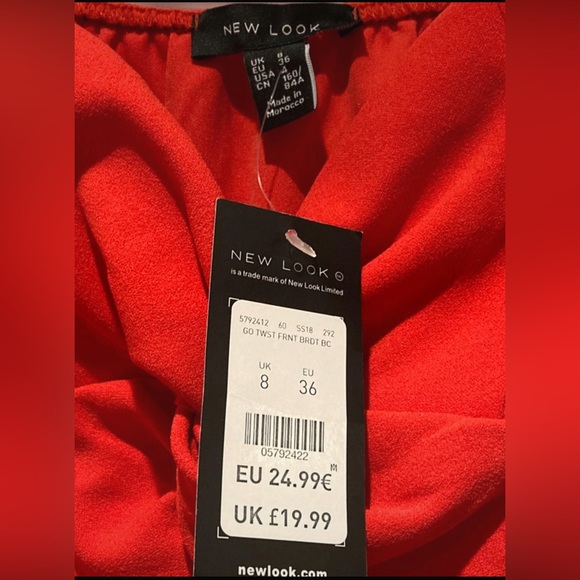 NEW LOOK
UK 8
EU 36
USA 4
CN 160/
84A
Made in
Morocco
NEW LOOK
is a trade mark of New Look Limited
5792412 60 SS18 292
GO TWST FRNT BRDT BC
UK EU
8 36
05792422
EU 24.99€
UK £19.99
newlook.com